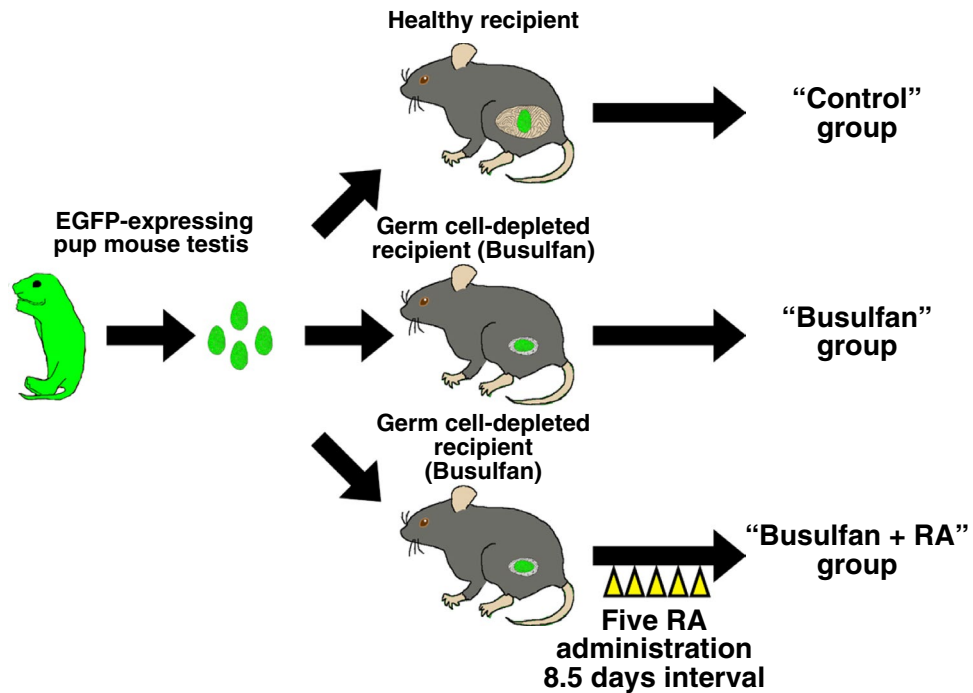 Healthy recipient
“Control”
group
EGFP-expressing
pup mouse testis
Germ cell-depleted
recipient (Busulfan)
“Busulfan”
group
Germ cell-depleted
recipient
(Busulfan)
“Busulfan + RA”
group
Five RA
administration
8.5 days interval